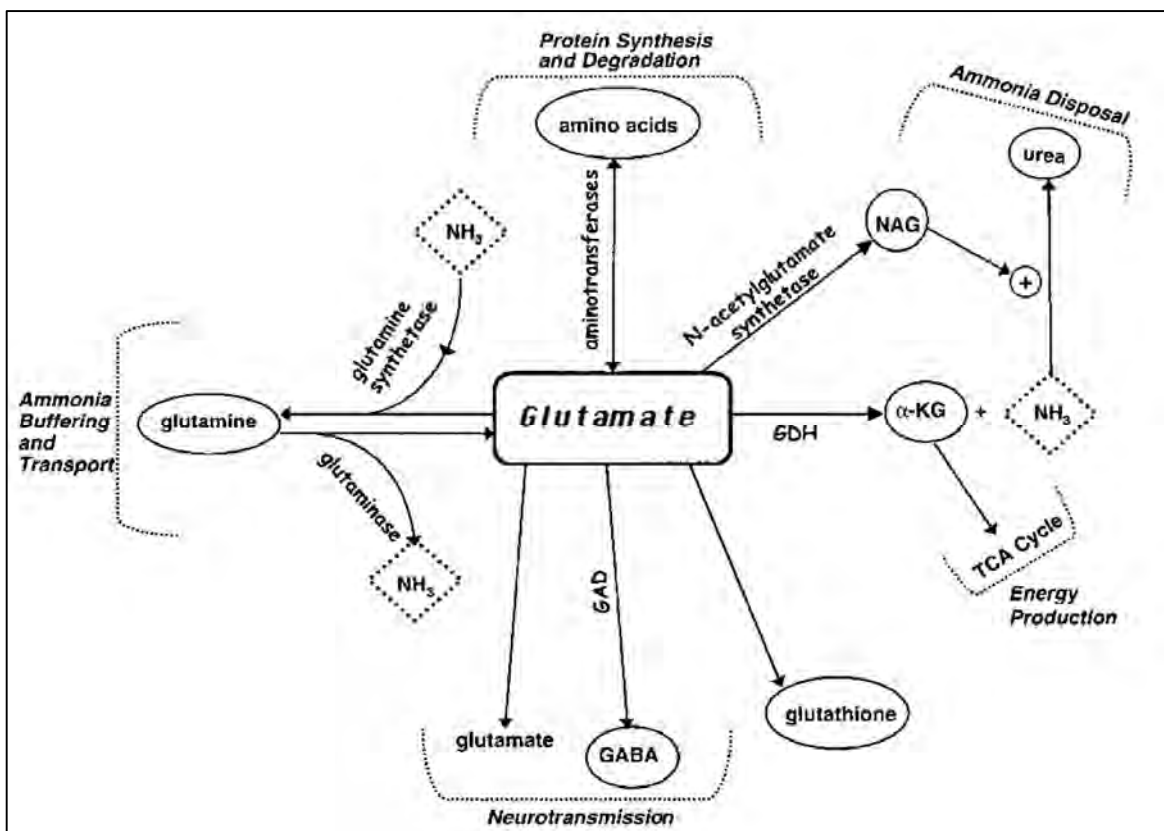 Protein Synthesis
and Degradation
amino acids
Ammonia Disposal
urea
NH₃
aminotransferases
NAG
+
N-acetylglutamate
synthetase
glutamine
synthetase
Ammonia
Buffering
and
Transport
glutamine
Glutamate
GDH
α-KG
+
NH₃
glutaminase
NH₃
GAD
TCA Cycle
Energy
Production
glutamate
GABA
glutathione
Neurotransmission